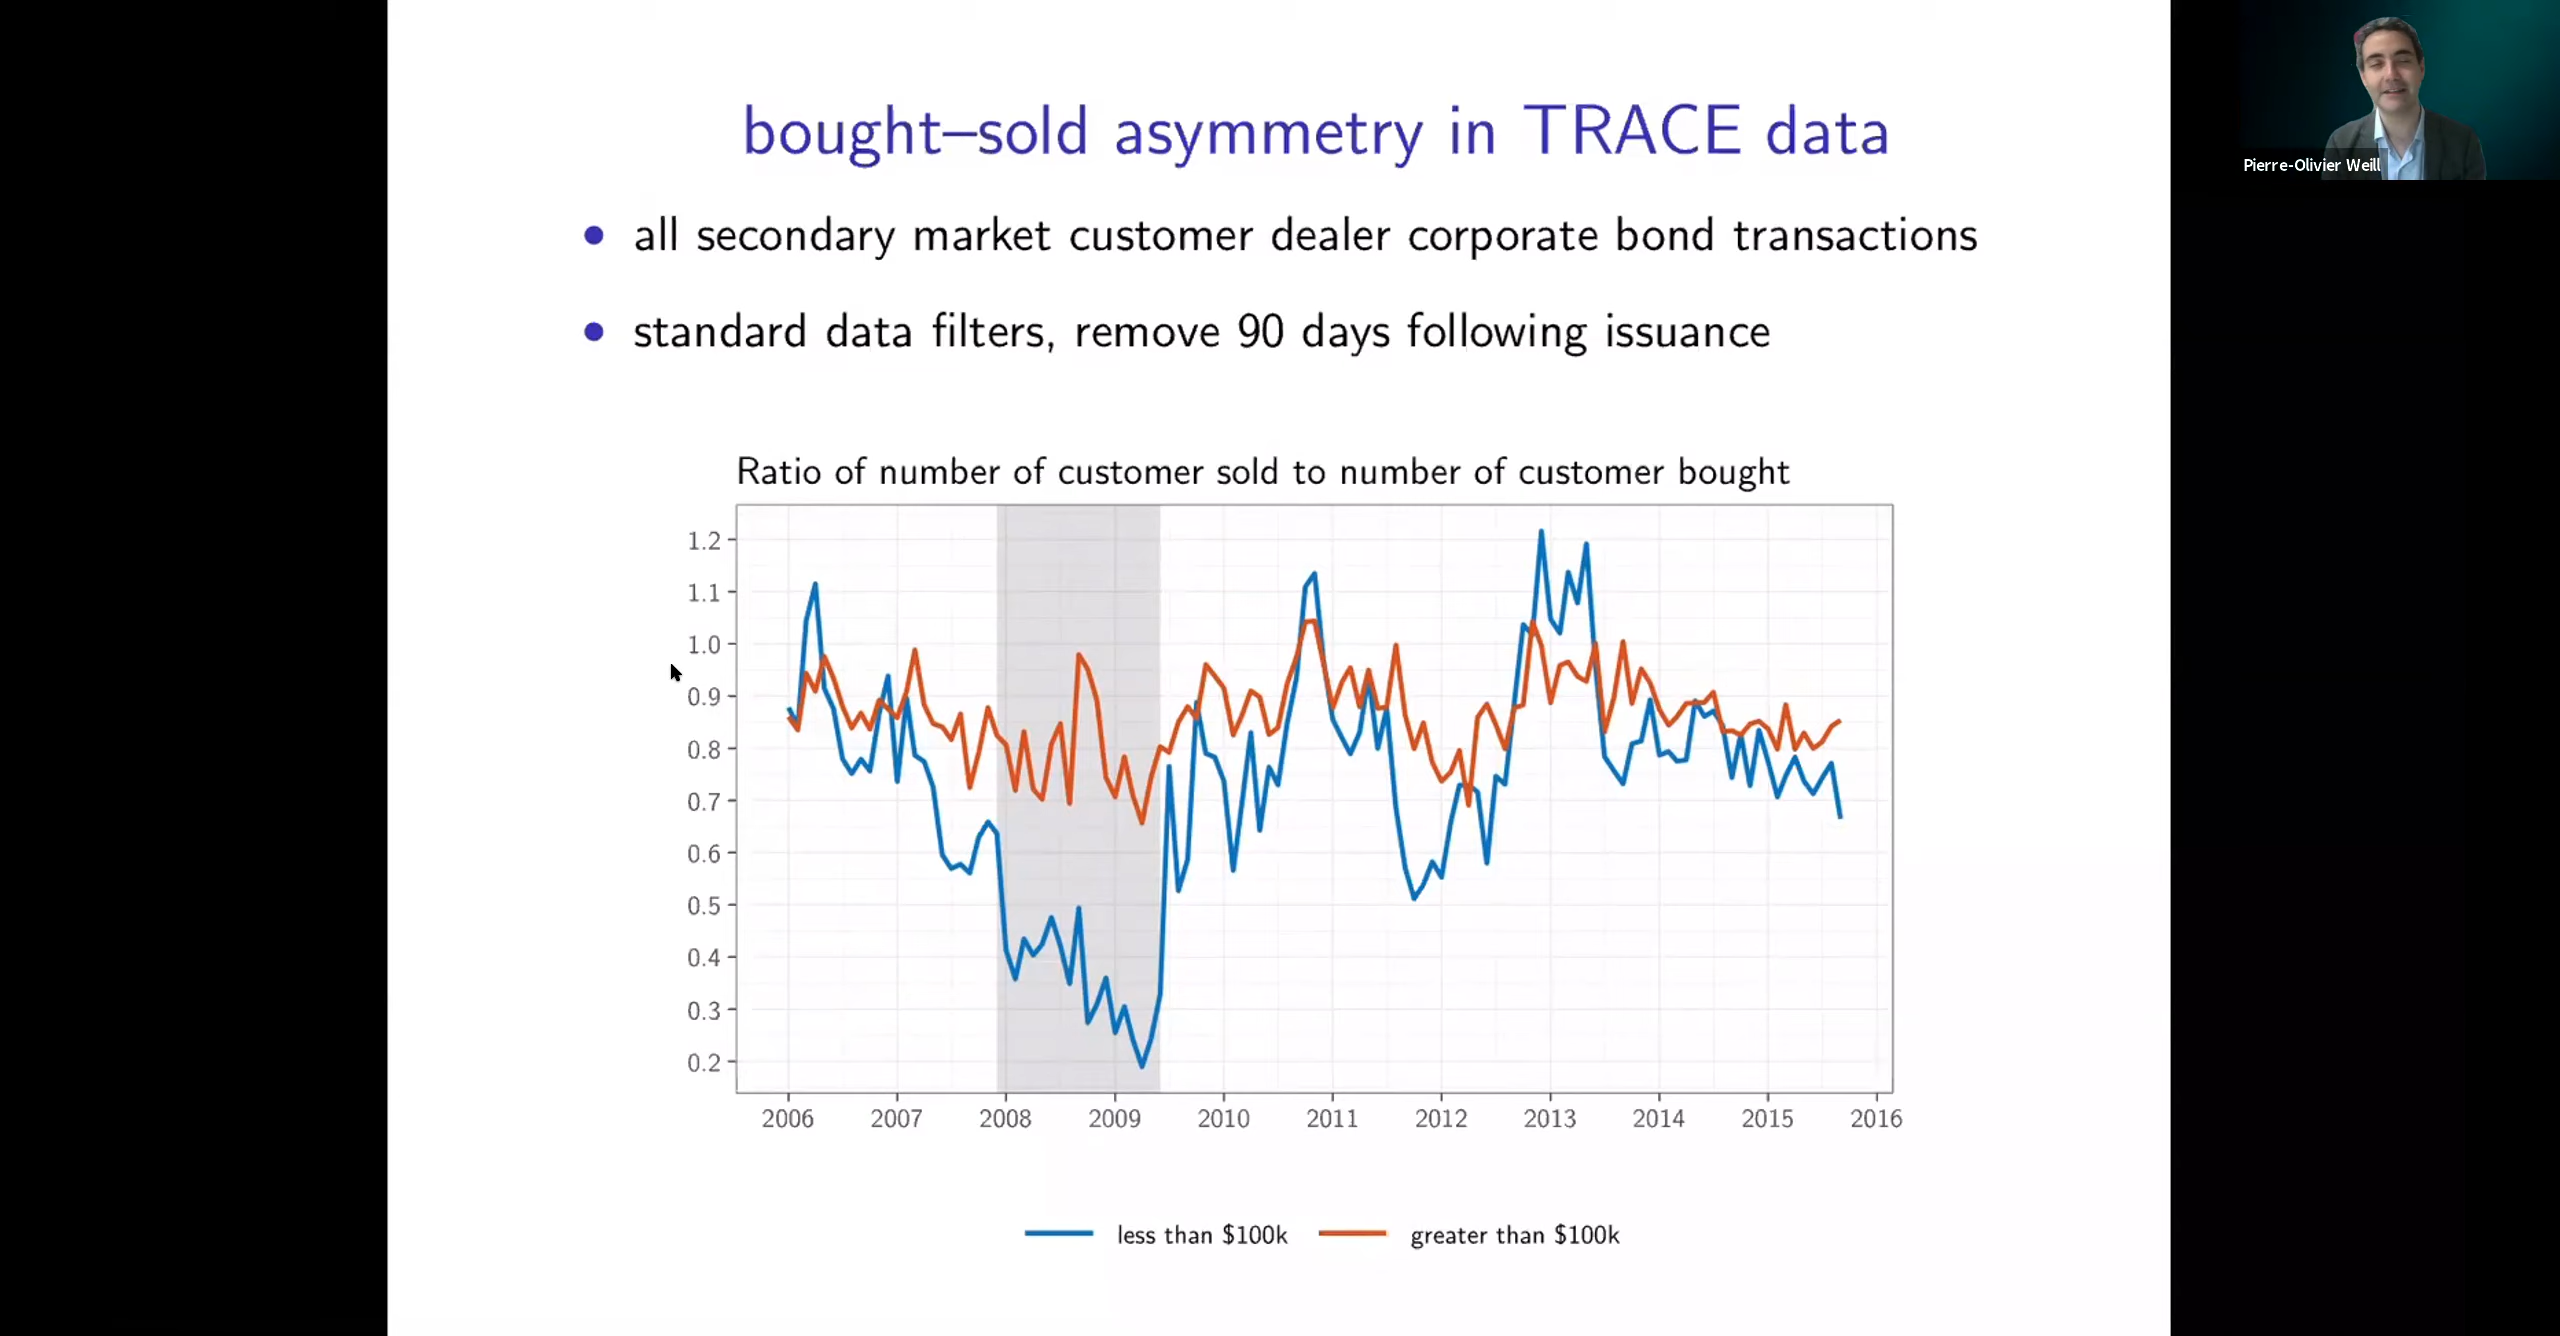 bought–sold asymmetry in TRACE data
Pierre-Olivier Weill
• all secondary market customer dealer corporate bond transactions
• standard data filters, remove 90 days following issuance
Ratio of number of customer sold to number of customer bought
1.2
1.1
1.0
0.9
0.8
0.7
0.6
0.5
0.4
0.3
0.2
2006 2007 2008 2009 2010 2011 2012 2013 2014 2015 2016
less than $100k greater than $100k